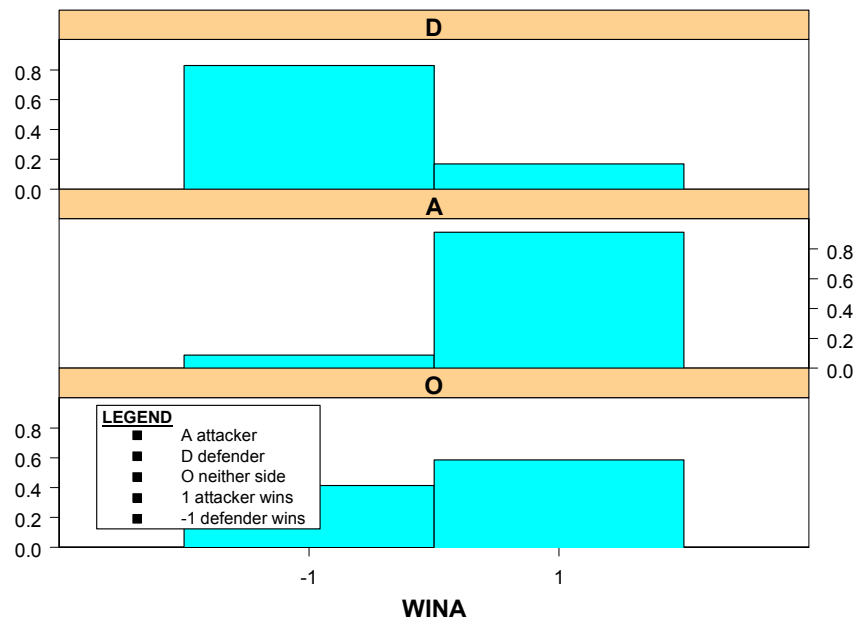 D
0.8
0.6
0.4
0.2
0.0
A
0.8
0.6
0.4
0.2
0.0
O
0.8
0.6
0.4
0.2
0.0
LEGEND
A attacker
D defender
O neither side
1 attacker wins
-1 defender wins
-1 1
WINA